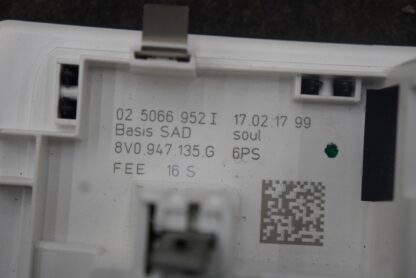 02 5066 952 I 17.02.17 99
Basis SAD soul
8V0.947.135.G 6PS
FEE 16 S